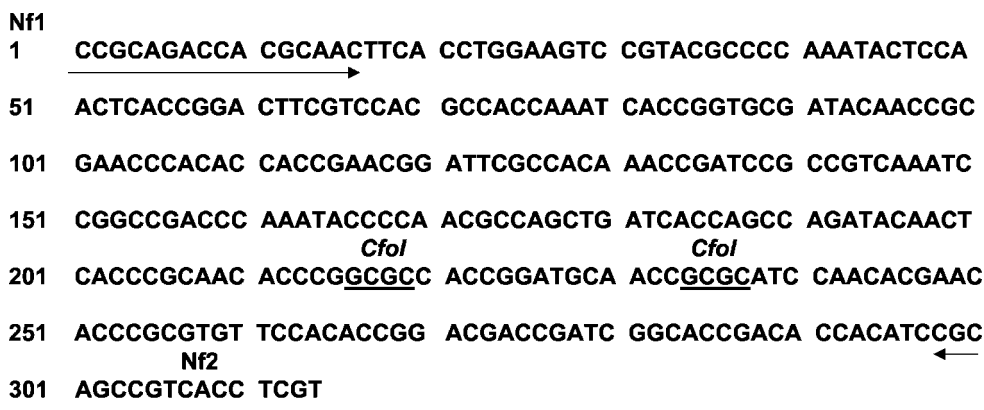 Nf1
1 CCGCAGACCA CGCAACTTCA CCTGGAAGTC CGTACGCCCC AAATACTCCA
51 ACTCACCGGA CTTCGTCCAC GCCACCAAAT CACCGGTGCG ATACAACCGC
101 GAACCCACAC CACCGAACGG ATTCGCCACA AACCGATCCG CCGTCAAATC
151 CGGCCGACCC AAATACCCCA ACGCCAGCTG ATCACCAGCC AGATACAACT
CfoI CfoI
201 CACCCGCAAC ACCCGGCGCC ACCGGATGCA ACCGCGCATC CAACACGAAC
251 ACCCGCGTGT TCCACACCGG ACGACCGATC GGCACCGACA CCACATCCGC
Nf2
301 AGCCGTCACC TCGT